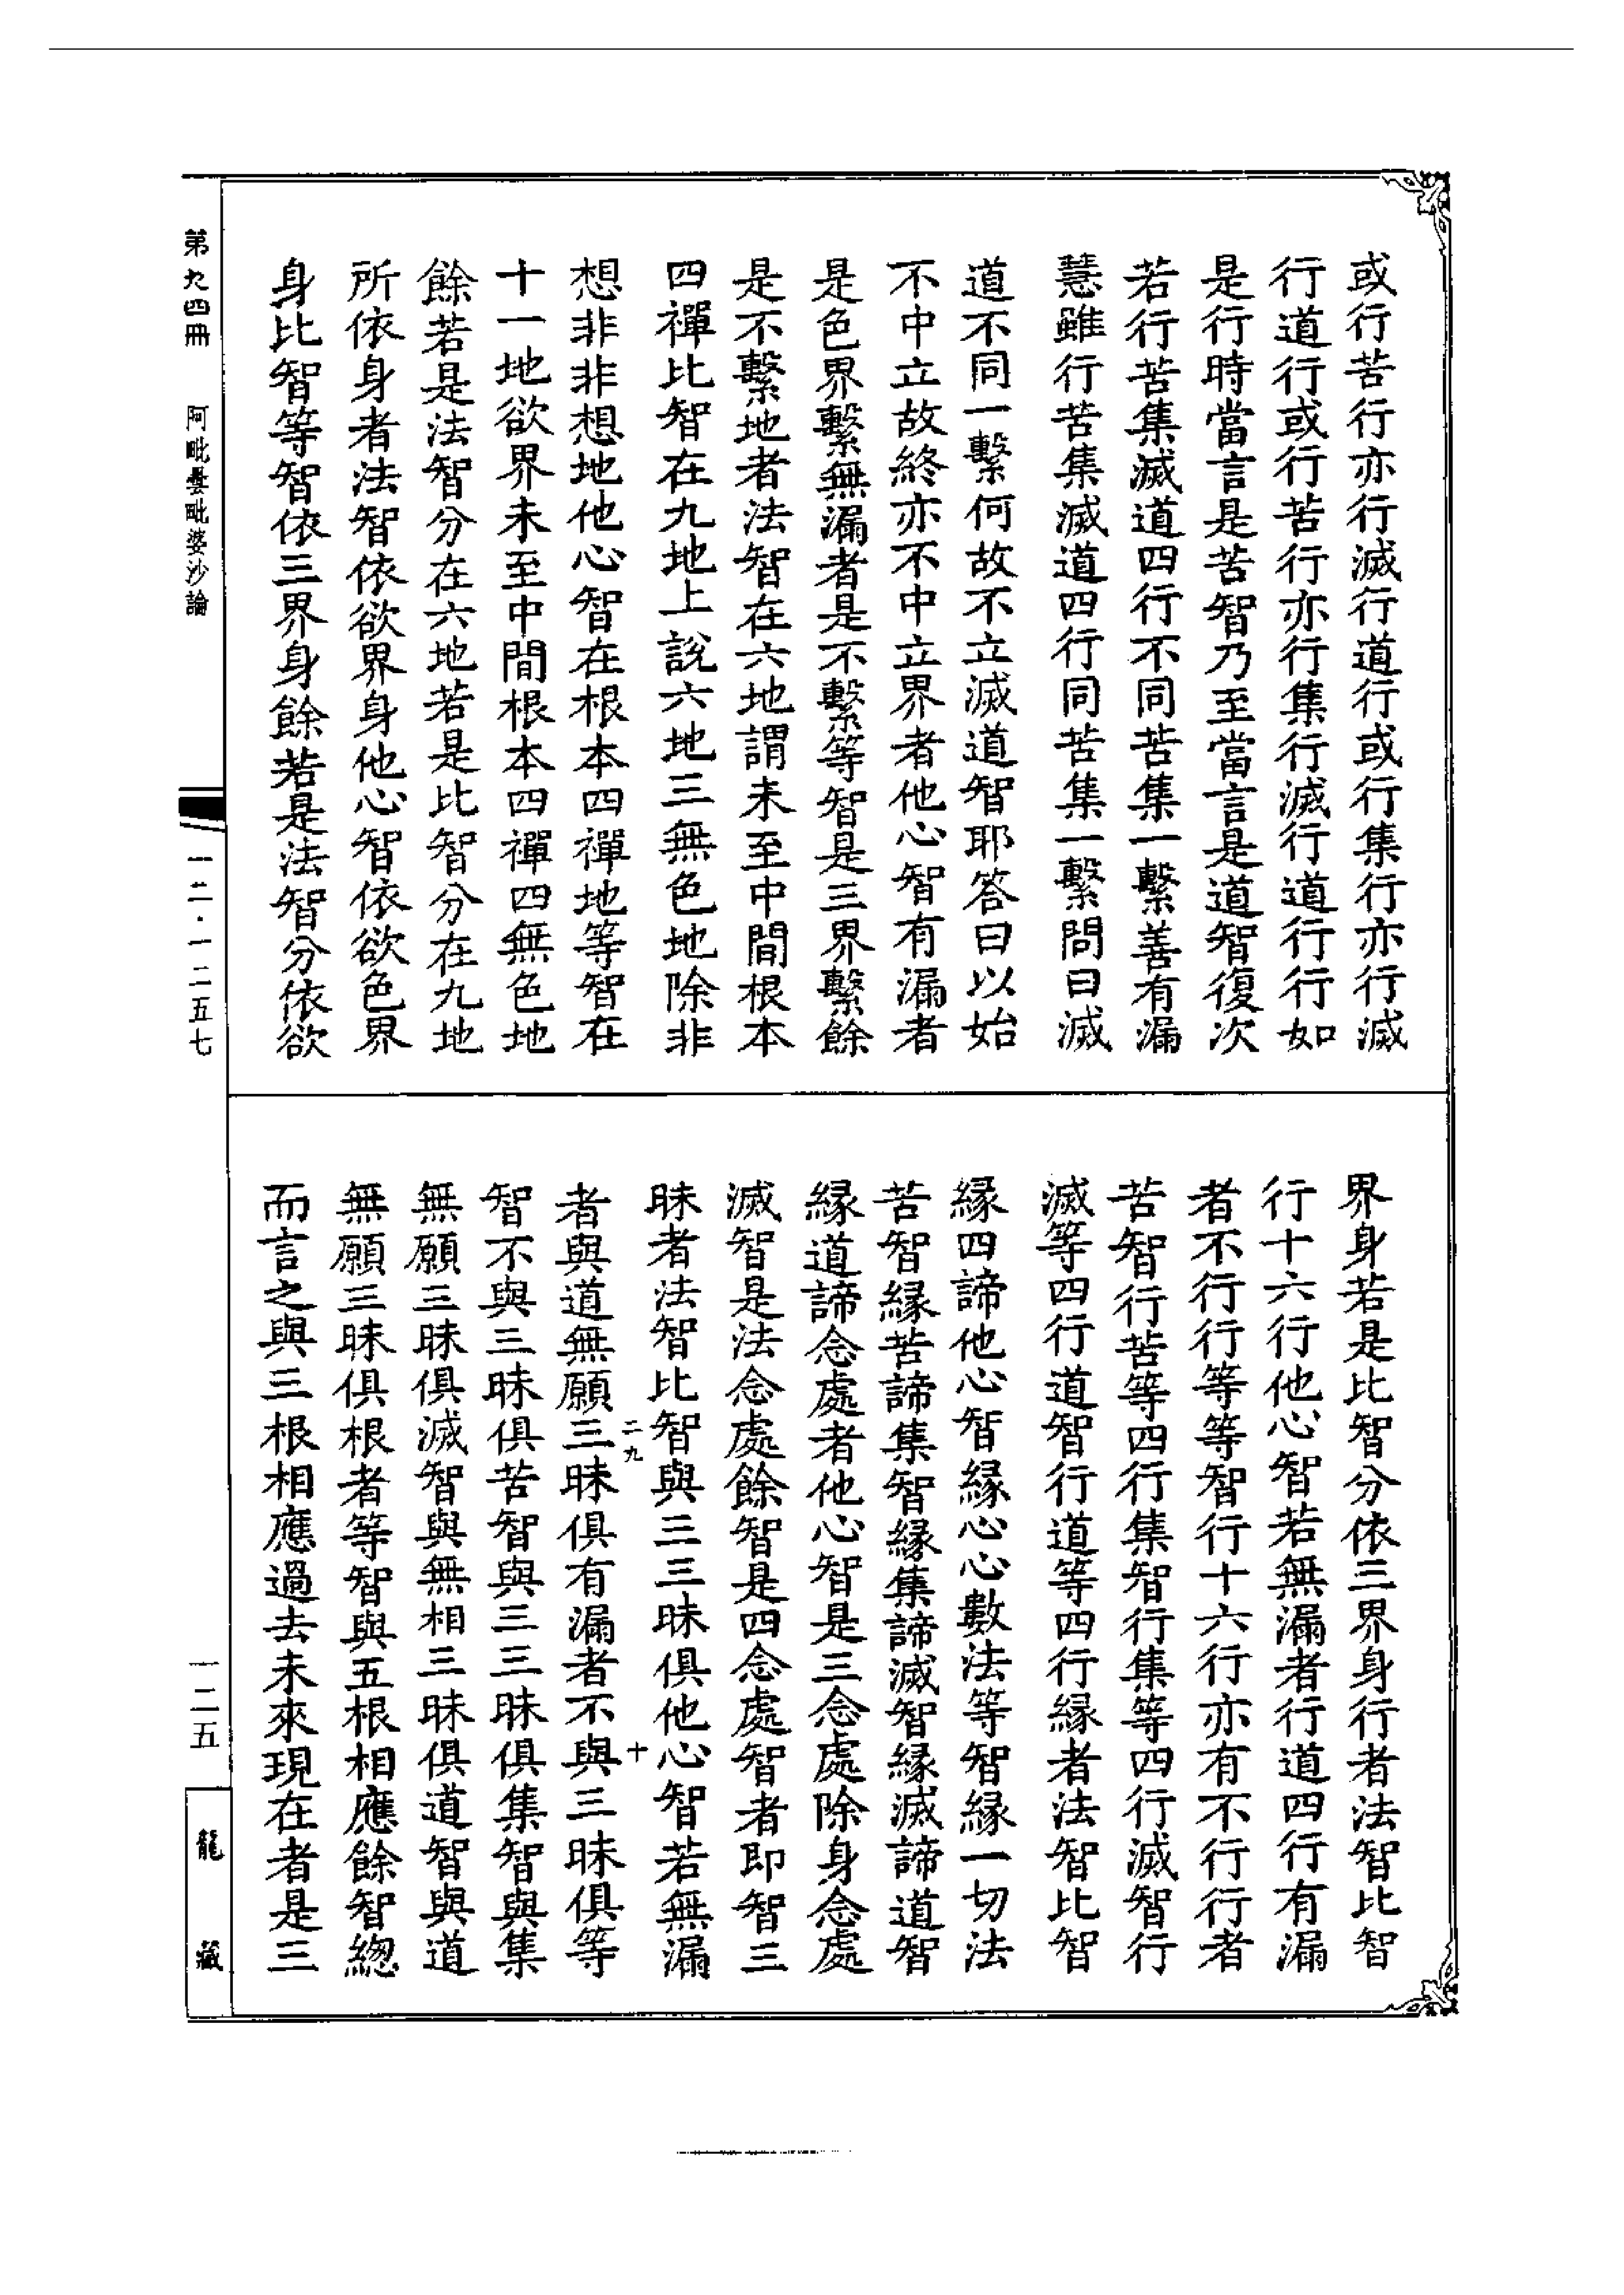 或行苦行亦行滅行道行或行集行亦行滅
行道行或行苦行亦行集行滅行道行行如
是行時當言是苦智乃至當言是道智復次
若行苦集滅道四行不同苦集一繫善有漏
慧雖行苦集滅道四行同苦集一繫問曰滅
道不同一繫何故不立滅道智耶答曰以始
不中立故終亦不中立界者他心智有漏者
是色界繫無漏者是不繫等智是三界繫餘
是不繫地者法智在六地謂未至中間根本
四禪比智在九地上說六地三無色地除非
想非非想地他心智在根本四禪地等智在
十一地欲界未至中間根本四禪四無色地
餘若是法智分在六地若是比智分在九地
所依身者法智依欲界身他心智依欲色界
身比智等智依三界身餘若是法智分依欲
界身若是比智分依三界身行者法智比智
行十六行他心智若無漏者行道四行有漏
者不行行等等智行十六行亦有不行行者
苦智行苦等四行集智行集等四行滅智行
滅等四行道智行道等四行緣者法智比智
緣四諦他心智緣心心數法等智緣一切法
苦智緣苦諦集智緣集諦滅智緣滅諦道智
緣道諦念處者他心智是三念處除身念處
滅智是法念處餘智是四念處智者即智三
昧者法智比智與三三昧俱他心智若無漏
二九 十
者與道無願三昧俱有漏者不與三昧俱等
智不與三昧俱苦智與三三昧俱集智與集
無願三昧俱滅智與無相三昧俱道智與道
無願三昧俱根者等智與五根相應餘智總
而言之與三根相應過去未來現在者是三
第九四冊 阿毗曇毗婆沙論
一二·一二五七
一二五
龍藏